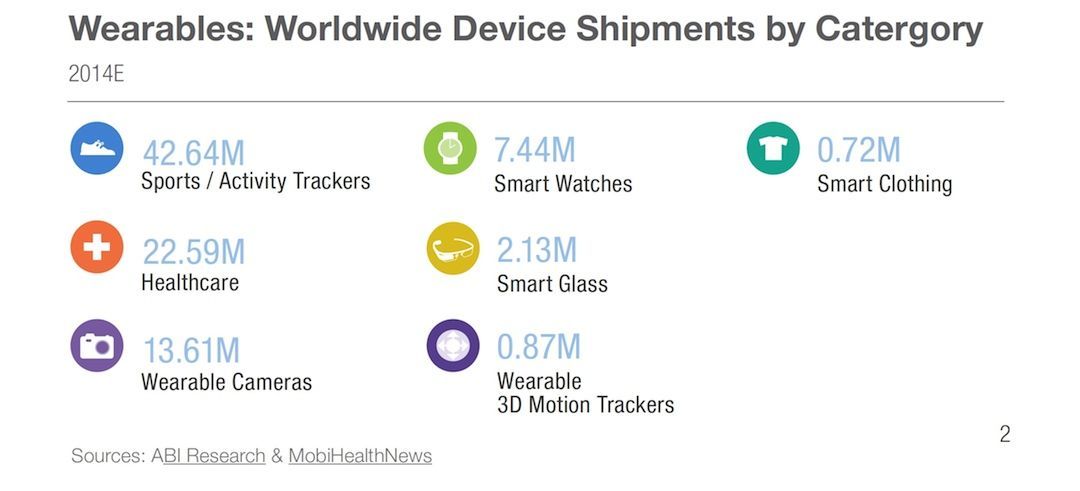 Wearables: Worldwide Device Shipments by Catergory
2014E
42.64M
Sports / Activity Trackers
22.59M
Healthcare
13.61M
Wearable Cameras
7.44M
Smart Watches
2.13M
Smart Glass
0.87M
Wearable
3D Motion Trackers
0.72M
Smart Clothing
2
Sources: ABI Research & MobiHealthNews